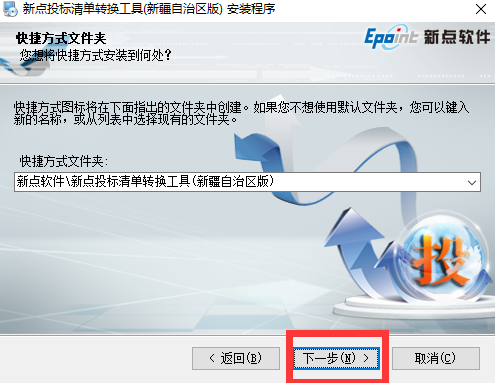 新点投标清单转换工具(新疆自治区版) 安装程序
快捷方式文件夹
您想将快捷方式安装到何处？
Epoint 新点软件
快捷方式图标将在下面指出的文件夹中创建。如果您不想使用默认文件夹，您可以键入
新的名称，或从列表中选择现有的文件夹。
快捷方式文件夹:
新点软件\新点投标清单转换工具(新疆自治区版)
投
< 返回(B)
下一步(N) >
取消(C)